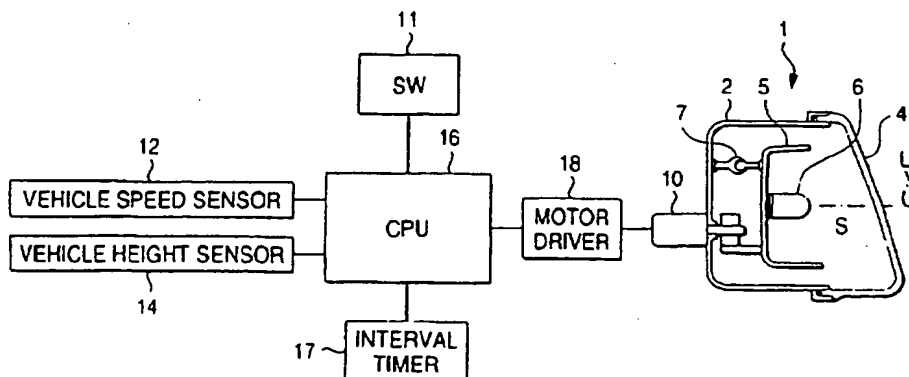 11
SW
1
2
5
6
4
7
12
VEHICLE SPEED SENSOR
16
CPU
18
MOTOR
DRIVER
10
L
S
VEHICLE HEIGHT SENSOR
14
17
INTERVAL
TIMER